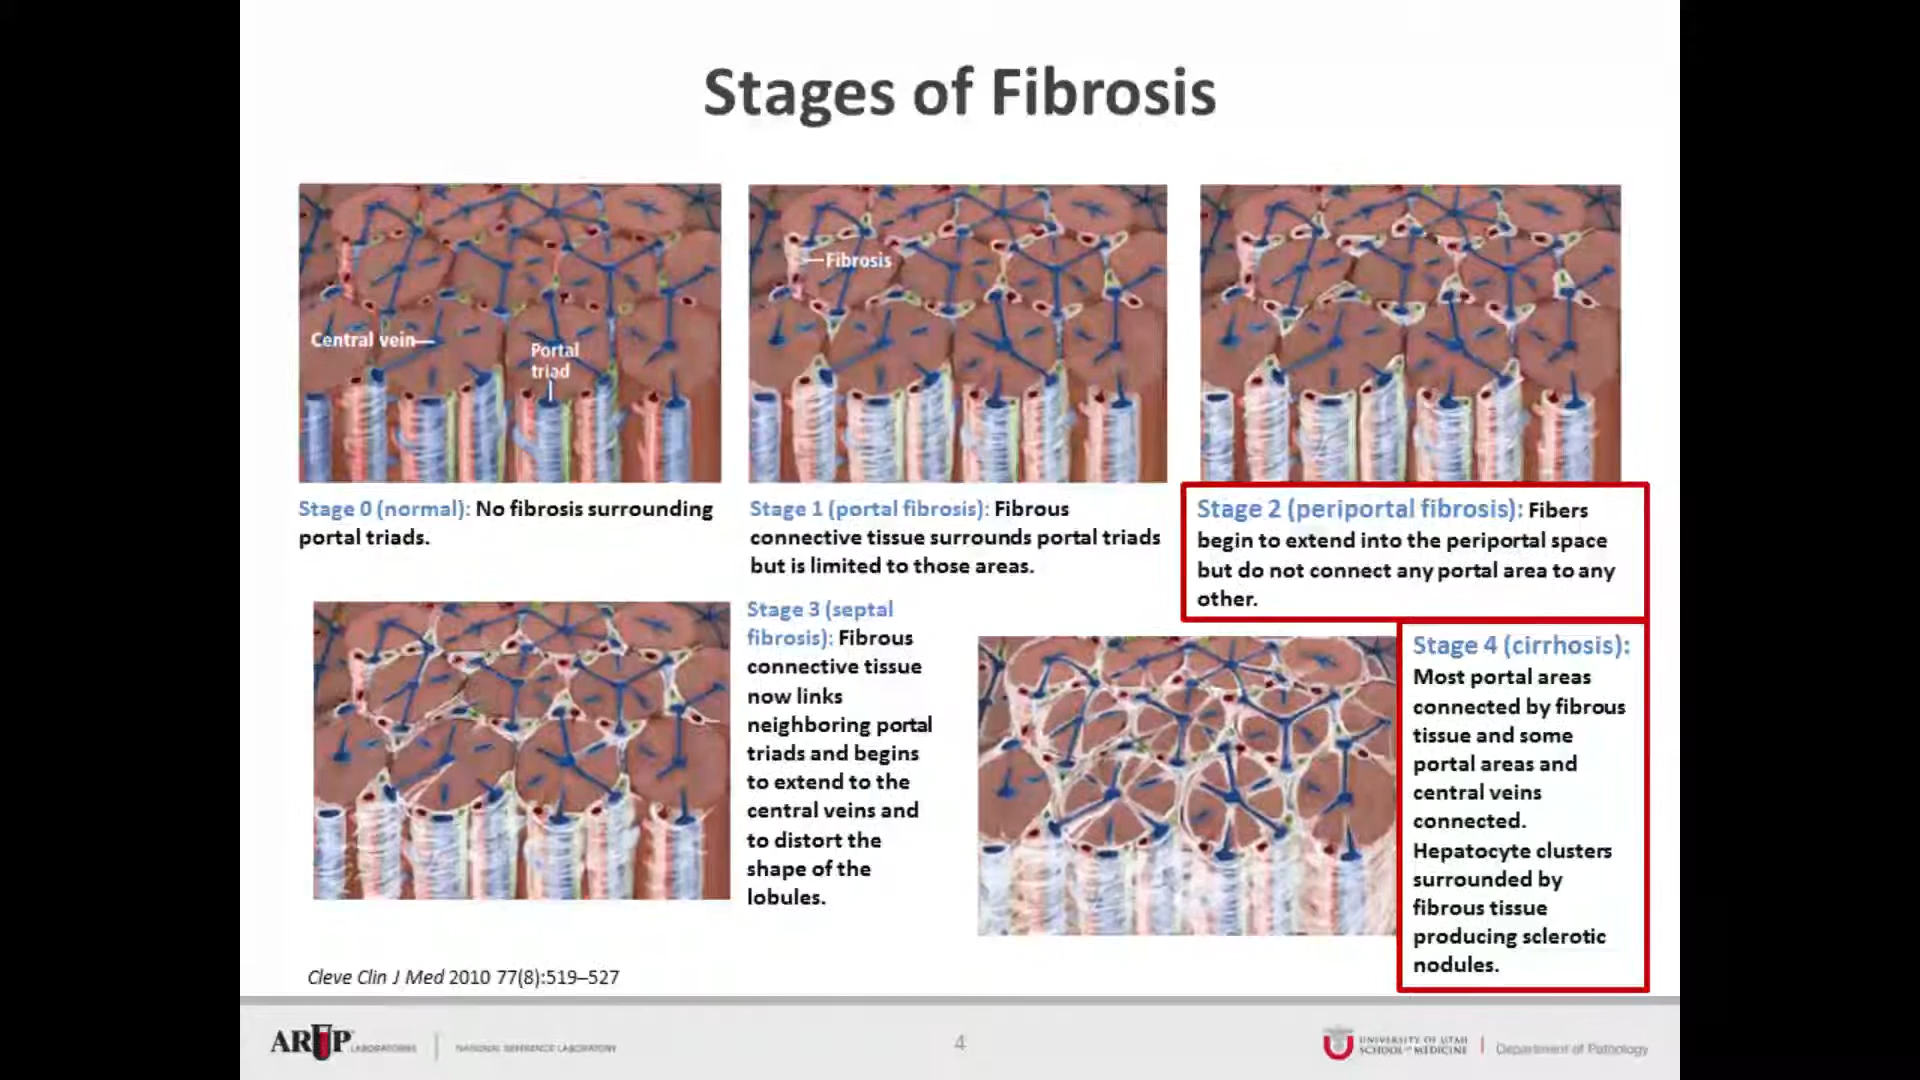 Stages of Fibrosis
Central vein
Portal
triad
Fibrosis
Stage 0 (normal): No fibrosis surrounding
portal triads.
Stage 1 (portal fibrosis): Fibrous
connective tissue surrounds portal triads
but is limited to those areas.
Stage 2 (periportal fibrosis): Fibers
begin to extend into the periportal space
but do not connect any portal area to any
other.
Stage 3 (septal
fibrosis): Fibrous
connective tissue
now links
neighboring portal
triads and begins
to extend to the
central veins and
to distort the
shape of the
lobules.
Stage 4 (cirrhosis):
Most portal areas
connected by fibrous
tissue and some
portal areas and
central veins
connected.
Hepatocyte clusters
surrounded by
fibrous tissue
producing sclerotic
nodules.
Cleve Clin J Med 2010 77(8):519–527
ARUP LABORATORIES
NATIONAL REFERENCE LABORATORY
4
UNIVERSITY OF UTAH
SCHOOL OF MEDICINE
Department of Pathology